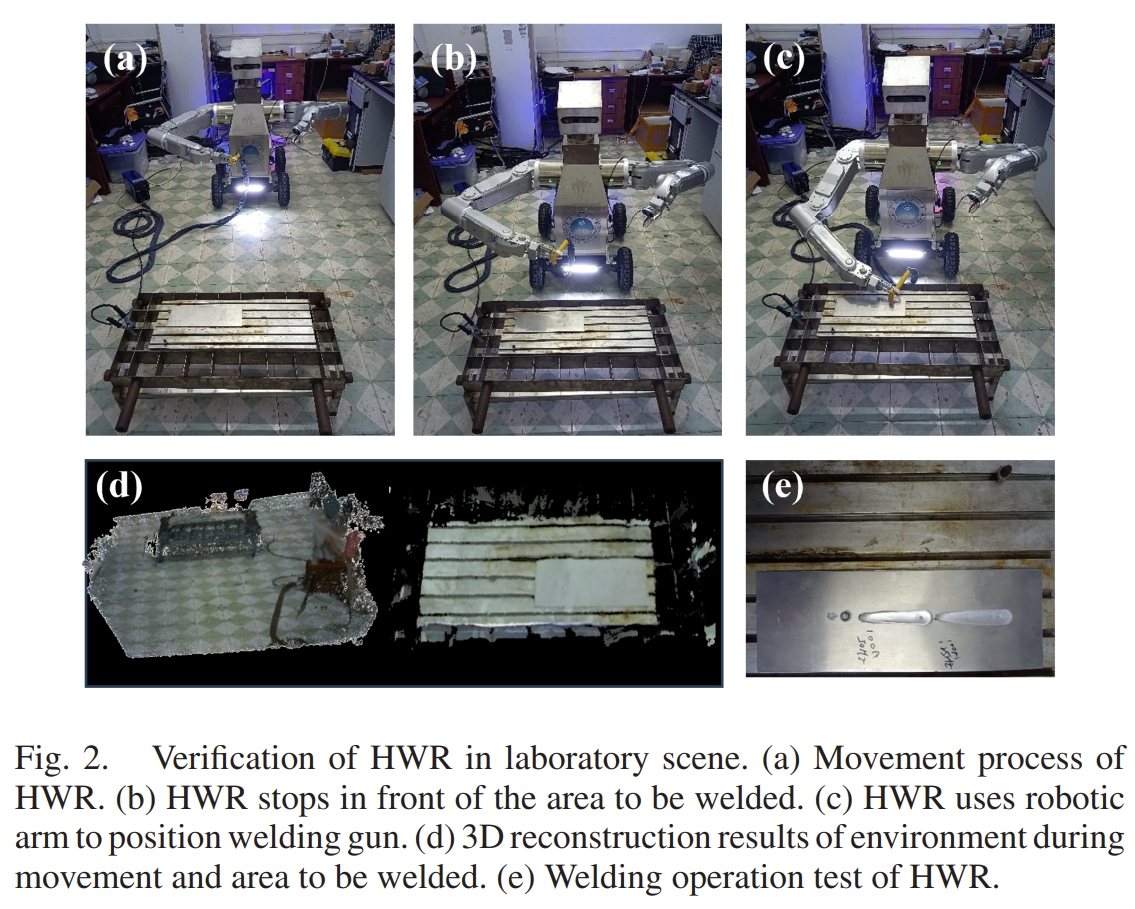 (a)
(b)
(c)
(d)
(e)
Fig. 2. Verification of HWR in laboratory scene. (a) Movement process of
HWR. (b) HWR stops in front of the area to be welded. (c) HWR uses robotic
arm to position welding gun. (d) 3D reconstruction results of environment during
movement and area to be welded. (e) Welding operation test of HWR.